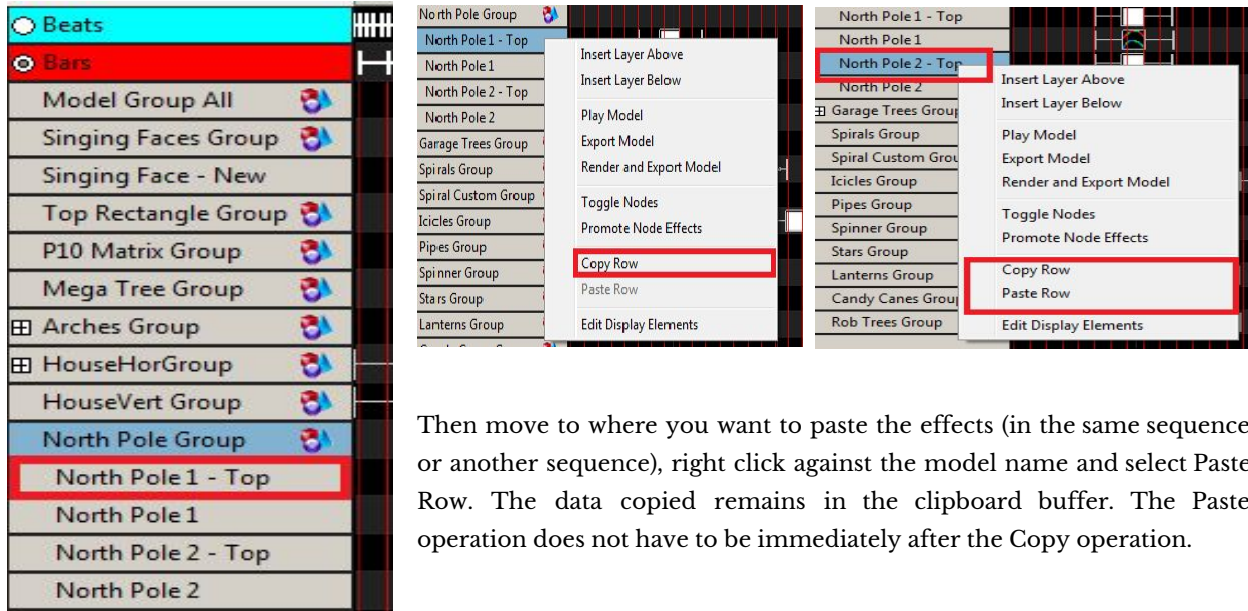 Beats
Bars
Model Group All
Singing Faces Group
Singing Face - New
Top Rectangle Group
P10 Matrix Group
Mega Tree Group
Arches Group
HouseHorGroup
HouseVert Group
North Pole Group
North Pole 1 - Top
North Pole 1
North Pole 2 - Top
North Pole 2
North Pole Group
North Pole 1 - Top
North Pole 1
North Pole 2 - Top
North Pole 2
Garage Trees Group
Spirals Group
Spiral Custom Group
Icicles Group
Pipes Group
Spinner Group
Stars Group
Lanterns Group
Insert Layer Above
Insert Layer Below
Play Model
Export Model
Render and Export Model
Toggle Nodes
Promote Node Effects
Copy Row
Paste Row
Edit Display Elements
North Pole 1 - Top
North Pole 1
North Pole 2 - Top
North Pole 2
Garage Trees Group
Spirals Group
Spiral Custom Grou
Icicles Group
Pipes Group
Spinner Group
Stars Group
Lanterns Group
Candy Canes Group
Rob Trees Group
Insert Layer Above
Insert Layer Below
Play Model
Export Model
Render and Export Model
Toggle Nodes
Promote Node Effects
Copy Row
Paste Row
Edit Display Elements
Then move to where you want to paste the effects (in the same sequence
or another sequence), right click against the model name and select Paste
Row. The data copied remains in the clipboard buffer. The Paste
operation does not have to be immediately after the Copy operation.